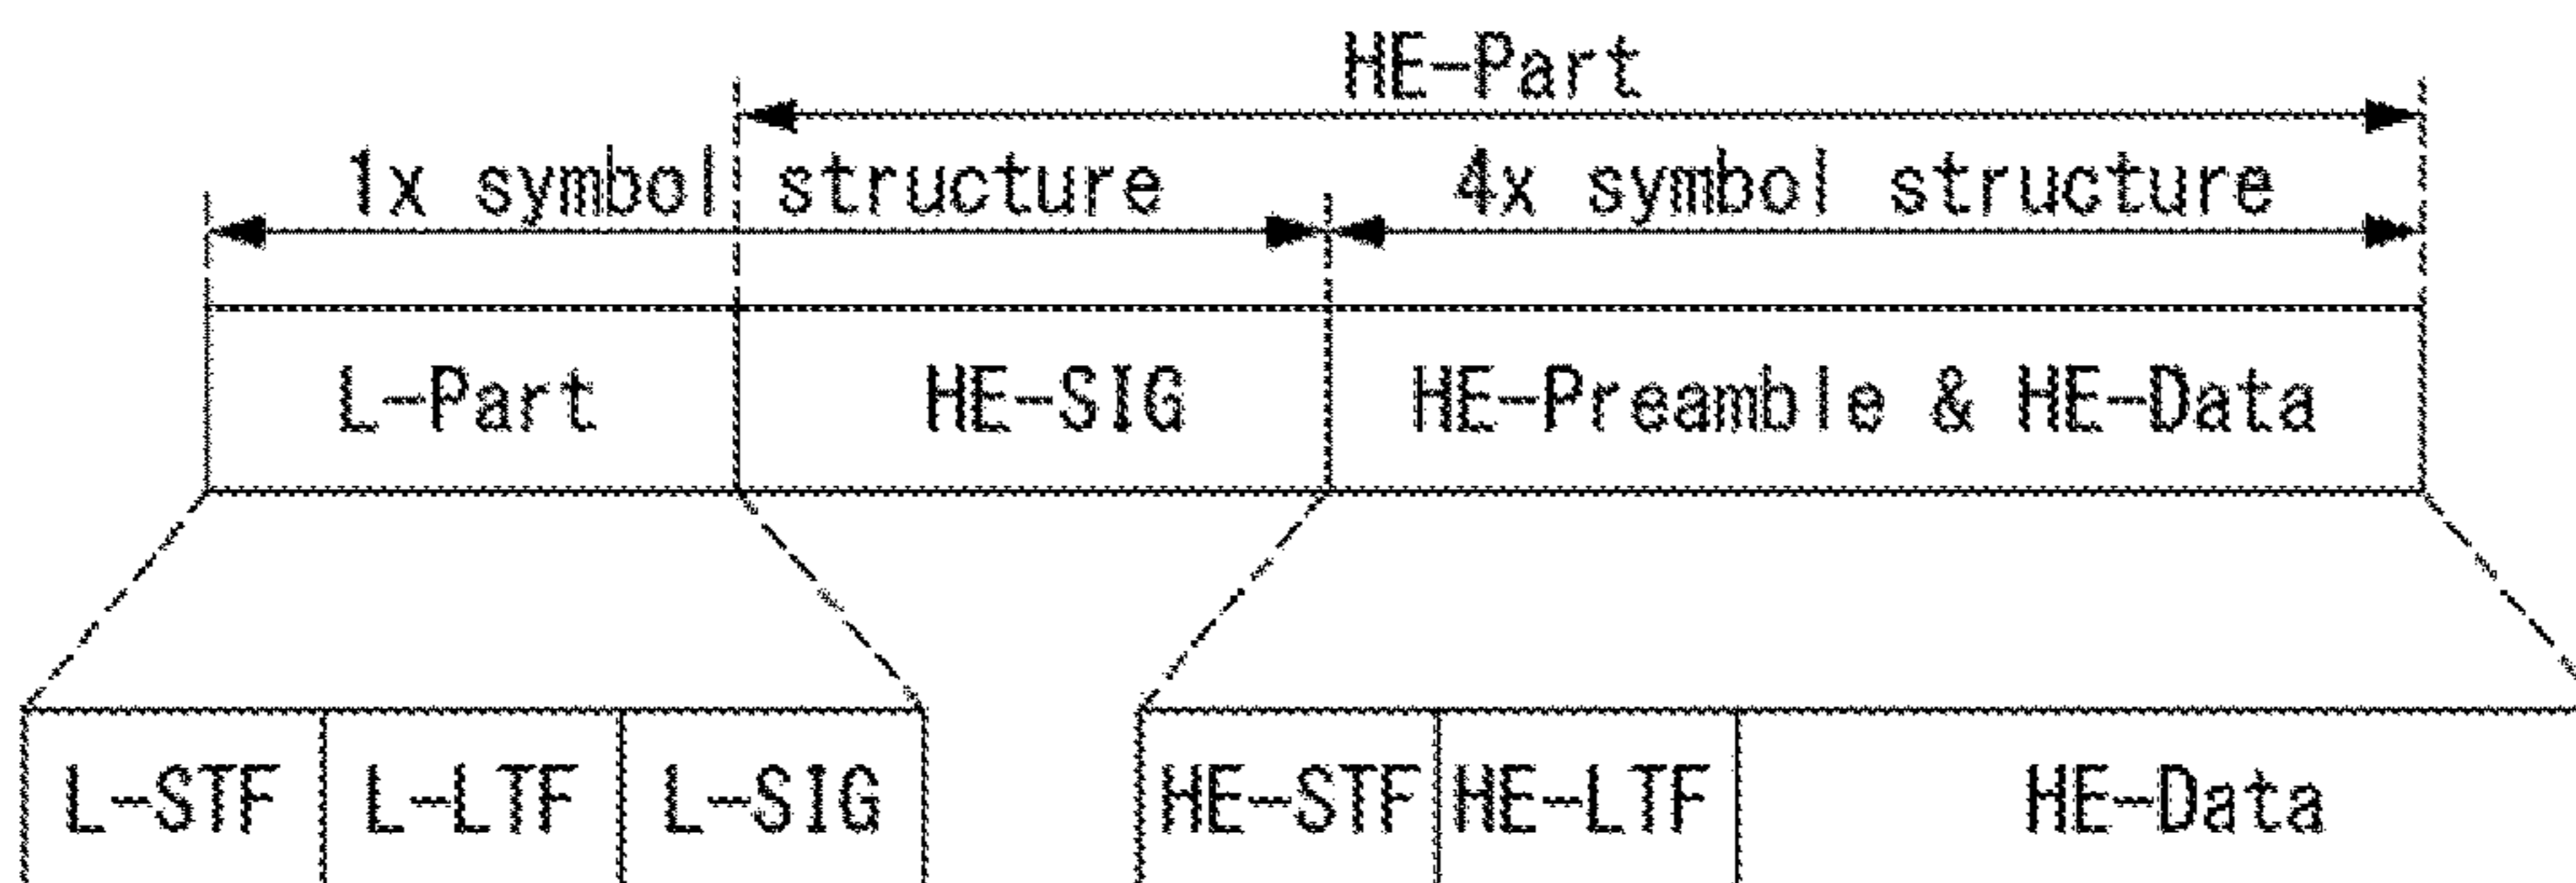 HE-Part
1x symbol structure 4x symbol structure
L-Part HE-SIG HE-Preamble & HE-Data
L-STF L-LTF L-SIG HE-STF HE-LTF HE-Data